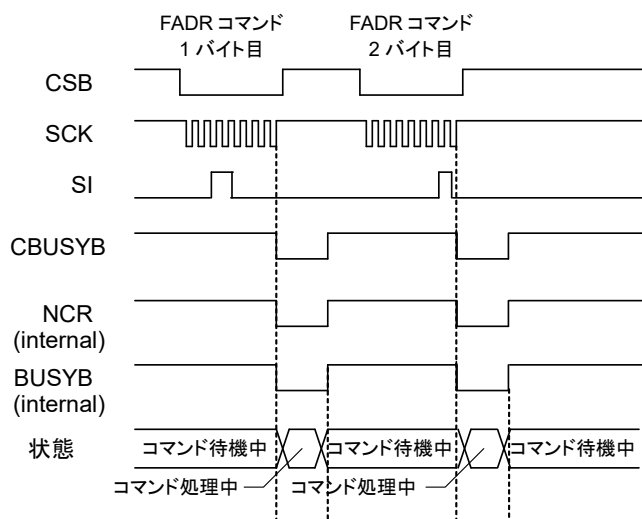 FADR コマンド FADR コマンド
1 バイト目 2 バイト目
CSB
SCK
SI
CBUSYB
NCR
(internal)
BUSYB
(internal)
状態 コマンド待機中 コマンド待機中 コマンド待機中
コマンド処理中 コマンド処理中